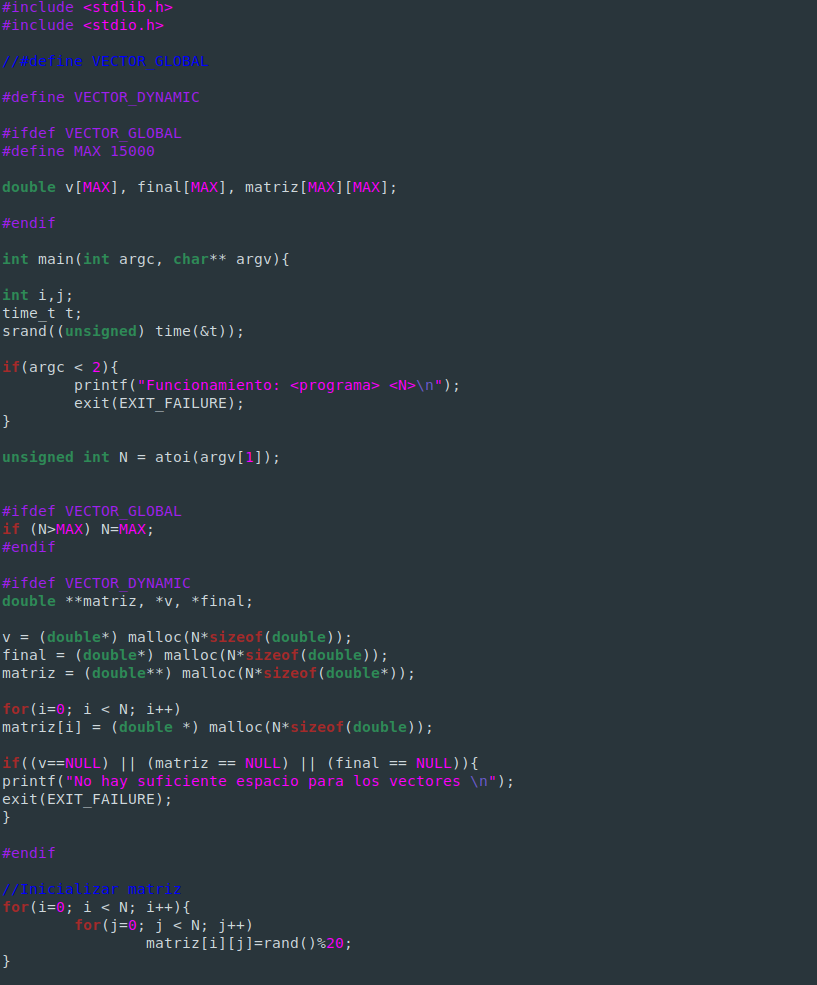 #include <stdlib.h>
#include <stdio.h>
//#define VECTOR_GLOBAL
#define VECTOR_DYNAMIC
#ifdef VECTOR_GLOBAL
#define MAX 15000
double v[MAX], final[MAX], matriz[MAX][MAX];
#endif
int main(int argc, char** argv){
int i,j;
time_t t;
srand((unsigned) time(&t));
if(argc < 2){
        printf("Funcionamiento: <programa> <N>\n");
        exit(EXIT_FAILURE);
}
unsigned int N = atoi(argv[1]);
#ifdef VECTOR_GLOBAL
if (N>MAX) N=MAX;
#endif
#ifdef VECTOR_DYNAMIC
double **matriz, *v, *final;
v = (double*) malloc(N*sizeof(double));
final = (double*) malloc(N*sizeof(double));
matriz = (double**) malloc(N*sizeof(double*));
for(i=0; i < N; i++)
matriz[i] = (double *) malloc(N*sizeof(double));
if((v==NULL) || (matriz == NULL) || (final == NULL)){
printf("No hay suficiente espacio para los vectores \n");
exit(EXIT_FAILURE);
}
#endif
//Inicializar matriz
for(i=0; i < N; i++){
        for(j=0; j < N; j++)
                matriz[i][j]=rand()%20;
}